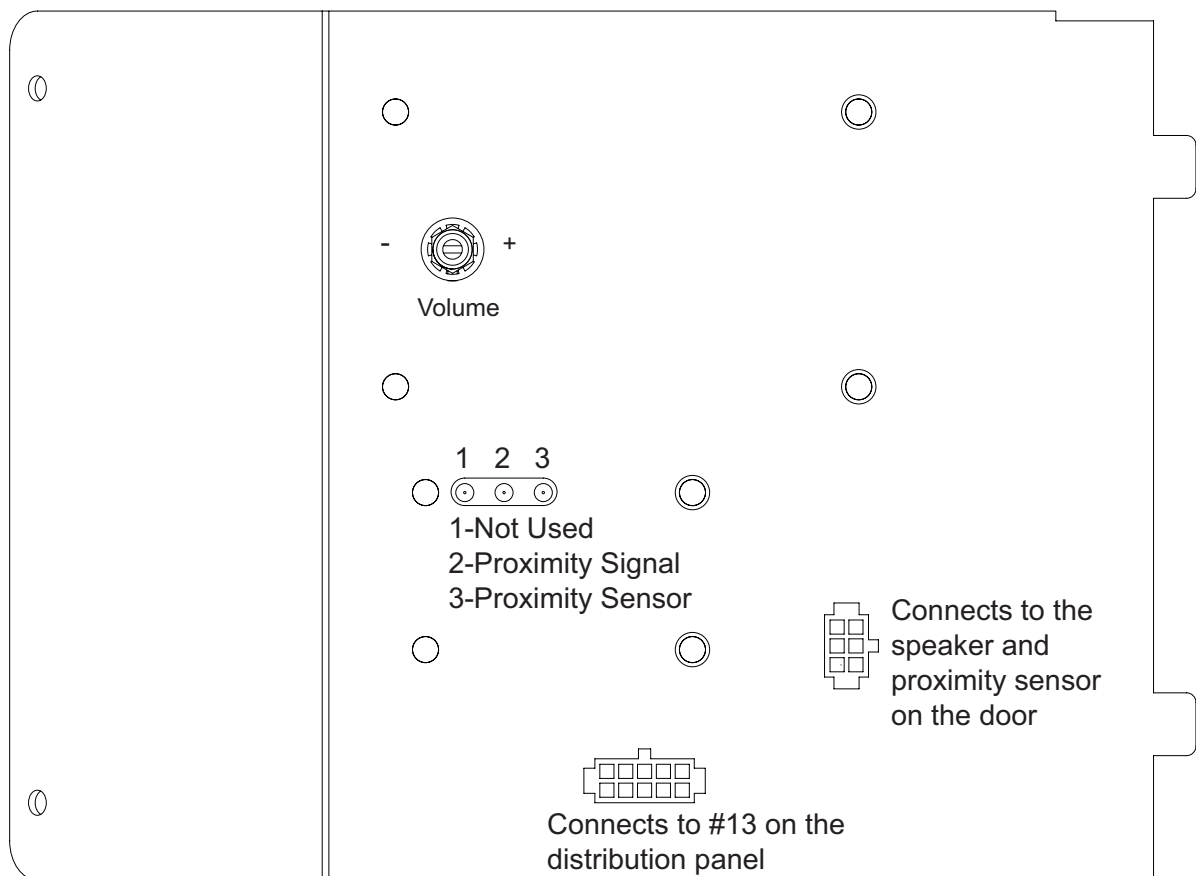 - +
Volume
1 2 3
1-Not Used
2-Proximity Signal
3-Proximity Sensor
Connects to the
speaker and
proximity sensor
on the door
Connects to #13 on the
distribution panel